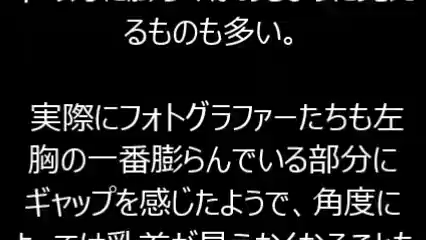 るものも多い。
実際にフォトグラファーたちも左
胸の一番膨らんでいる部分に
ギャップを感じたようで、角度に